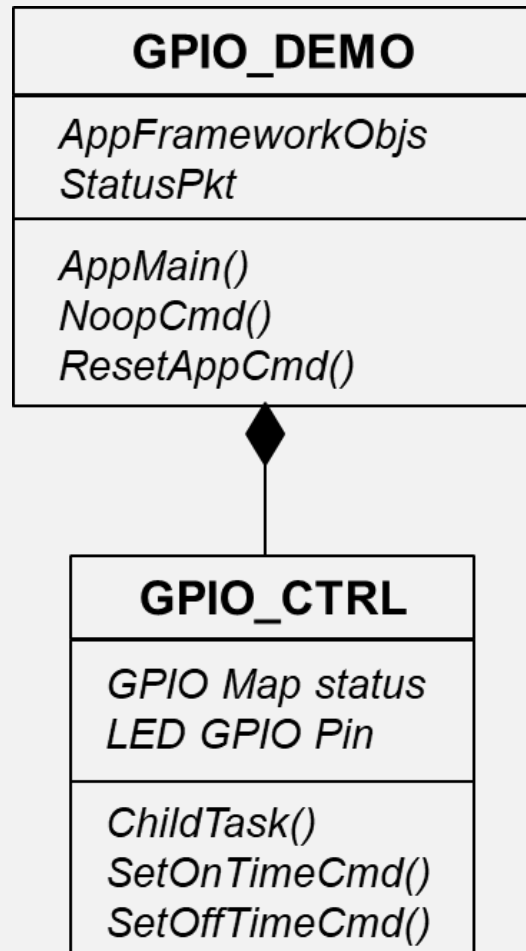 GPIO_DEMO
AppFrameworkObjs
StatusPkt
AppMain()
NoopCmd()
ResetAppCmd()
GPIO_CTRL
GPIO Map status
LED GPIO Pin
ChildTask()
SetOnTimeCmd()
SetOffTimeCmd()